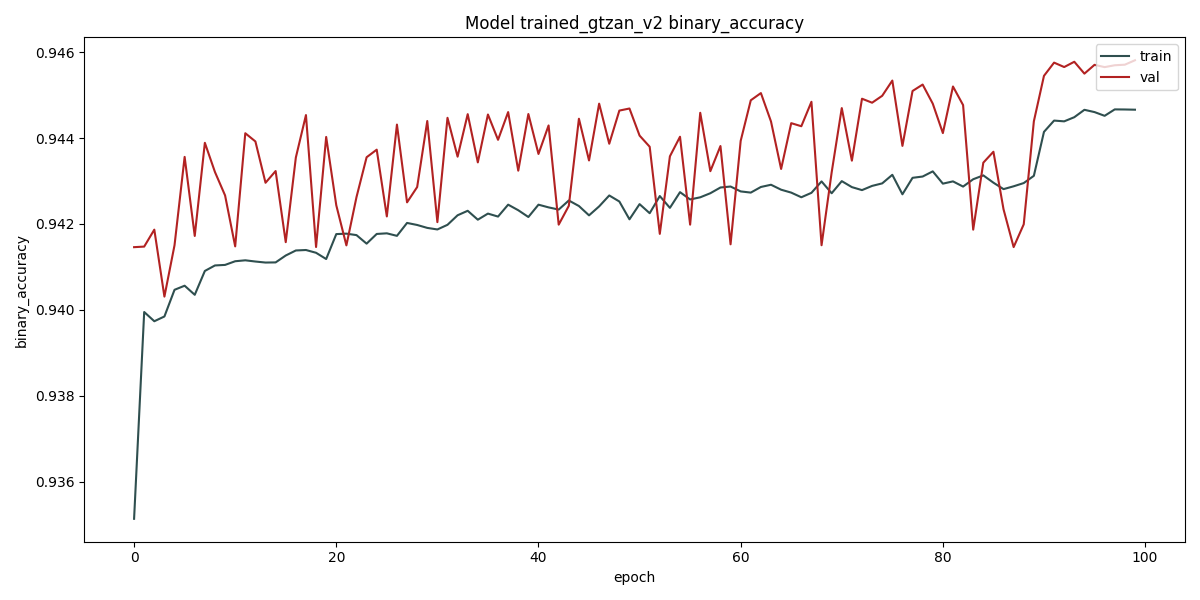 Model trained_gtzan_v2 binary_accuracy
0.946
0.944
0.942
0.940
0.938
0.936
binary_accuracy
train
val
0 20 40 60 80 100
epoch